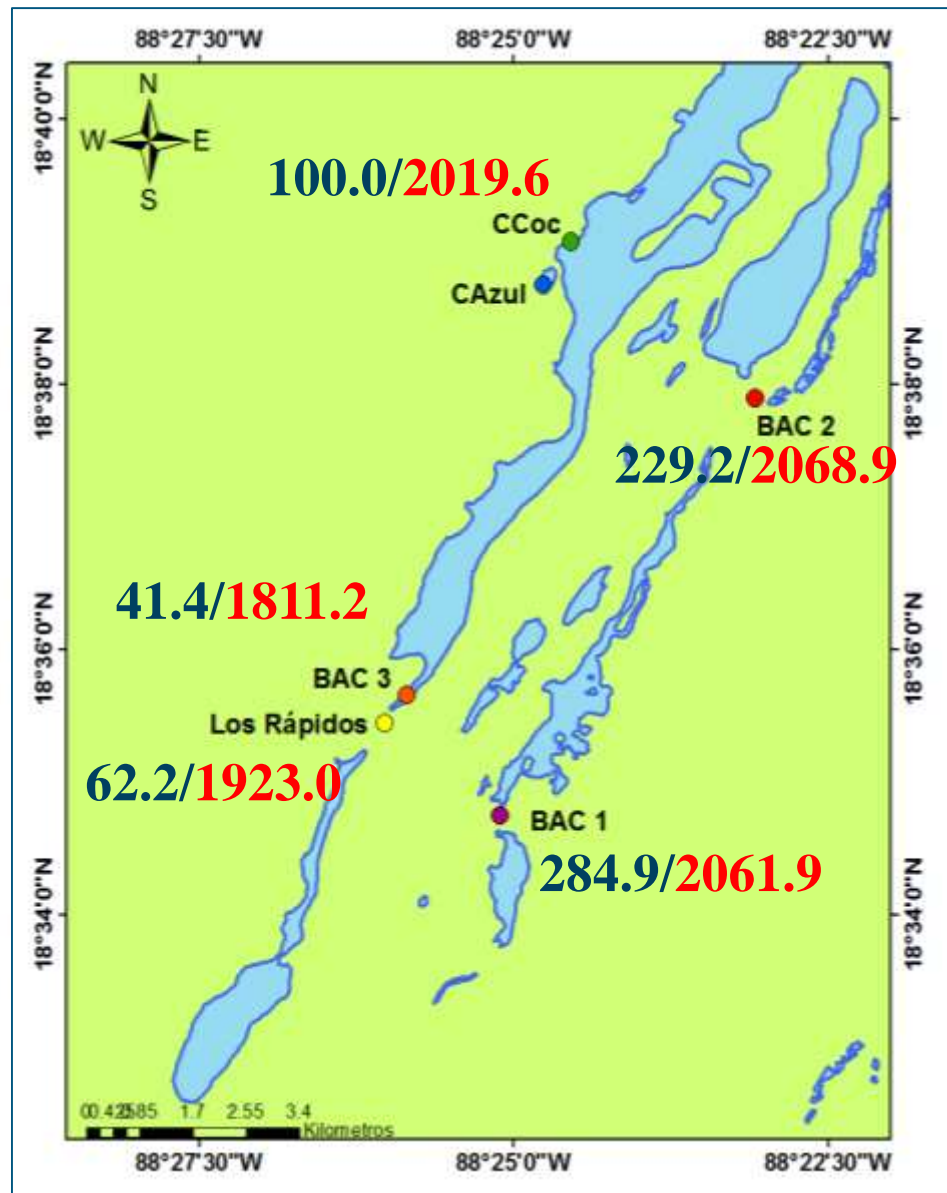 88°27'30"W 88°25'0"W 88°22'30"W
18°40'0"N 18°40'0"N
N
W E
S
100.0/2019.6
CCoc
CAzul
18°38'0"N 18°38'0"N
BAC 2
229.2/2068.9
41.4/1811.2
18°36'0"N 18°36'0"N
BAC 3
Los Rápidos
62.2/1923.0
BAC 1
284.9/2061.9
18°34'0"N 18°34'0"N
1.7 2.55 3.4
Kilometros
88°27'30"W 88°25'0"W 88°22'30"W